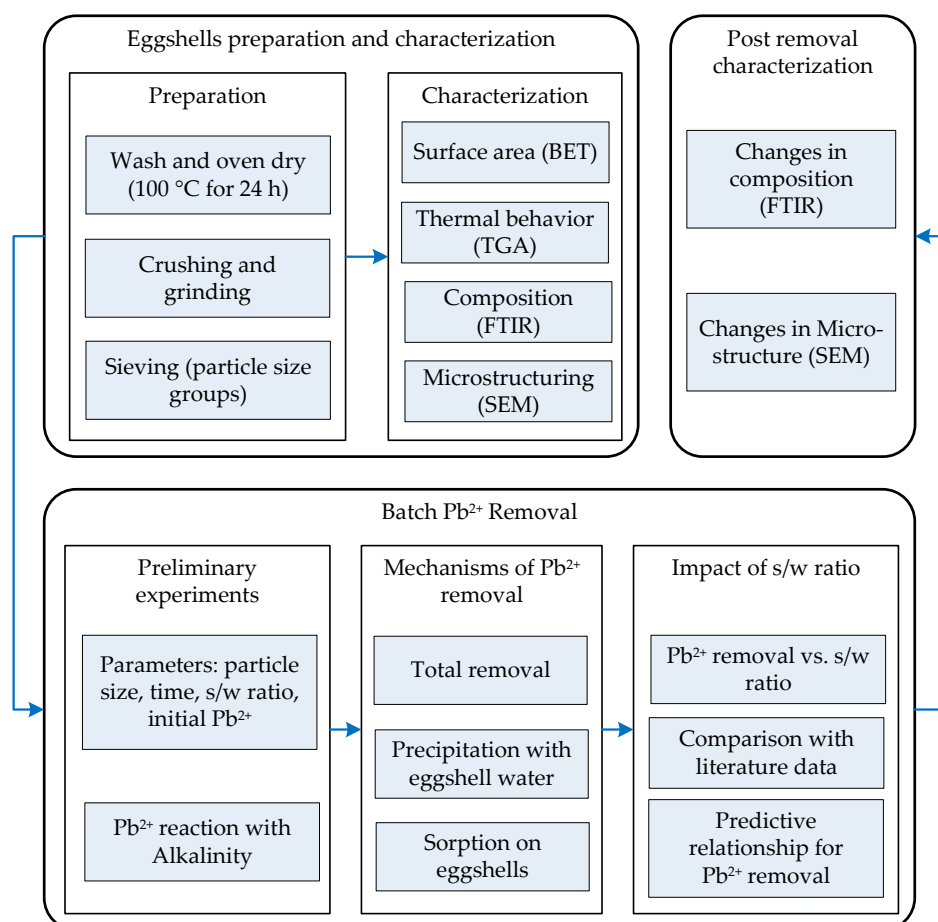 Eggshells preparation and characterization
Preparation
Wash and oven dry
(100 °C for 24 h)
Crushing and
grinding
Sieving (particle size
groups)
Characterization
Surface area (BET)
Thermal behavior
(TGA)
Composition
(FTIR)
Microstructuring
(SEM)
Post removal
characterization
Changes in
composition
(FTIR)
Changes in Micro-
structure (SEM)
Batch Pb²⁺ Removal
Preliminary
experiments
Parameters: particle
size, time, s/w ratio,
initial Pb²⁺
Pb²⁺ reaction with
Alkalinity
Mechanisms of Pb²⁺
removal
Total removal
Precipitation with
eggshell water
Sorption on
eggshells
Impact of s/w ratio
Pb²⁺ removal vs. s/w
ratio
Comparison with
literature data
Predictive
relationship for
Pb²⁺ removal